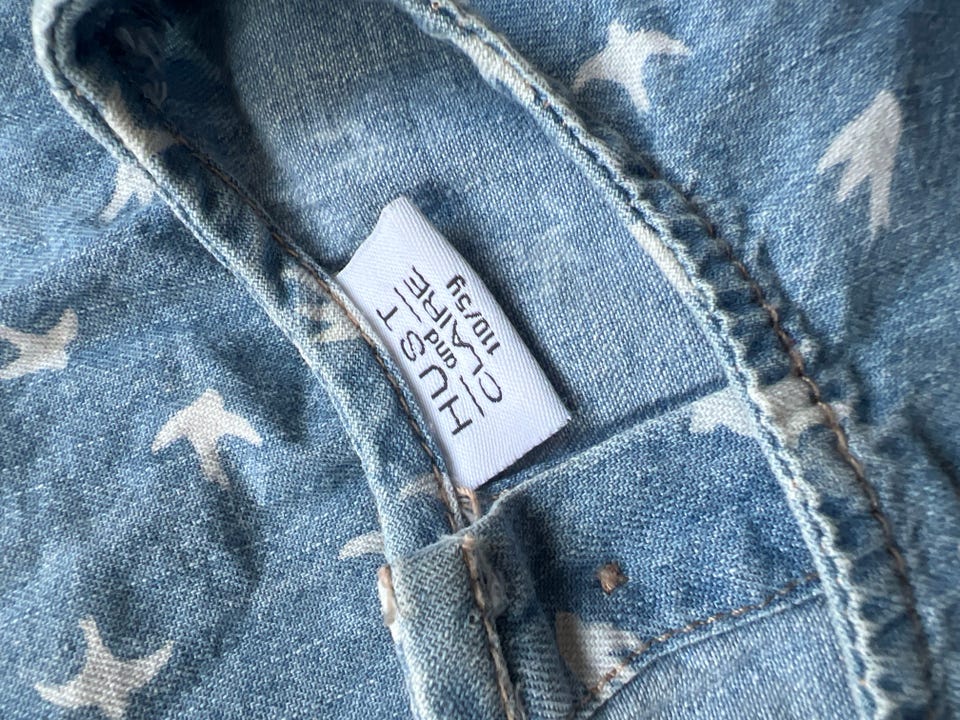 HUST
and
CLAIRE
110/5y